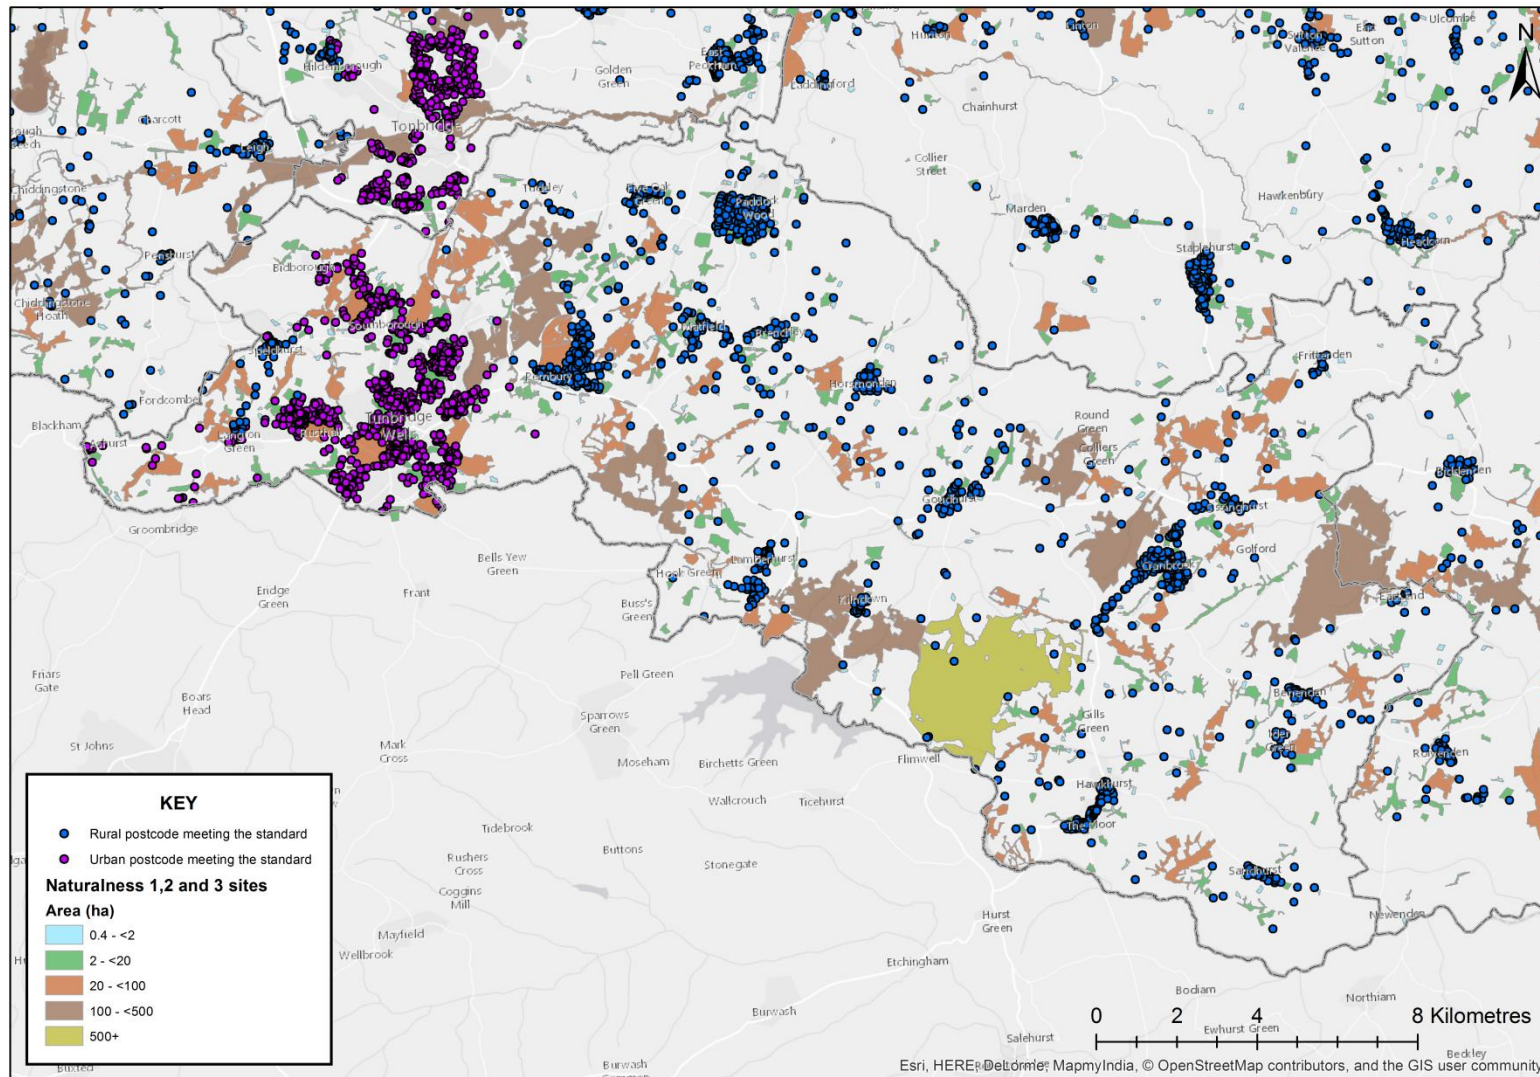 Hunton
Linton
Sutton
Valence
East
Sutton
Ulcombe
N
Hildenborough
Golden
Green
East
Peckham
Laddingford
Chainhurst
Charcott
Tonbridge
Leigh
Collier
Street
Chiddingstone
Tudeley
Five Oak
Green
Paddock
Wood
Marden
Hawkenbury
Headcorn
Staplehurst
Penshurst
Bidborough
Chiddingstone
Hoath
Southborough
Matfield
Brenchley
Speldhurst
Frittenden
Pembury
Horsmonden
Fordcombe
Blackham
Tunbridge
Wells
Rusthall
Langton
Green
Ashurst
Round
Green
Colliers
Green
Biddenden
Goudhurst
Sissinghurst
Groombridge
Golford
Bells Yew
Green
Lamberhurst
Hook Green
Cranbrook
Eridge
Green
Frant
Buss's
Green
Kilndown
East End
Friars
Gate
Pell Green
Boars
Head
Benenden
Sparrows
Green
Gills
Green
Iden
Green
St Johns
Mark
Cross
Rolvenden
Moseham
Birchetts Green
Flimwell
Hawkhurst
Wallcrouch
Ticehurst
The Moor
Tidebrook
Buttons
Rushers
Cross
Stonegate
Sandhurst
Coggins
Mill
Hurst
Green
Newenden
Mayfield
Wellbrook
Etchingham
Bodiam
Northiam
Burwash
Ewhurst Green
Salehurst
Beckley
Burwash
Buxted
KEY
Rural postcode meeting the standard
Urban postcode meeting the standard
Naturalness 1,2 and 3 sites
Area (ha)
0.4 - <2
2 - <20
20 - <100
100 - <500
500+
0 2 4 8 Kilometres
Esri, HERE, DeLorme, MapmyIndia, © OpenStreetMap contributors, and the GIS user community